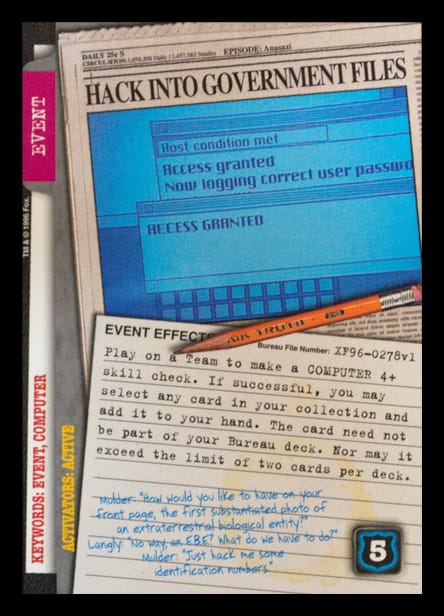 DAILY 25¢ S
CIRCULATION: 1,098,898 Daily / 1,457,583 Sunday EPISODE: Anasazi
HACK INTO GOVERNMENT FILES
EVENT
Host condition met
Access granted
Now logging correct user passwo
ACCESS GRANTED
TM & © 1996 Fox.
TRUTH
EVENT EFFECTS
Bureau File Number: XF96-0278v1
Play on a Team to make a COMPUTER 4+
skill check. If successful, you may
select any card in your collection and
add it to your hand. The card need not
be part of your Bureau deck. Nor may it
exceed the limit of two cards per deck.
KEYWORDS: EVENT, COMPUTER
ACTIVATORS: ACTIVE
Mulder: "How would you like to have on your
front page, the first substantiated photo of
an extraterrestrial biological entity?"
Langly: "No way, an E.B.E? What do we have to do?"
Mulder: "Just hack me some
identification numbers"
5